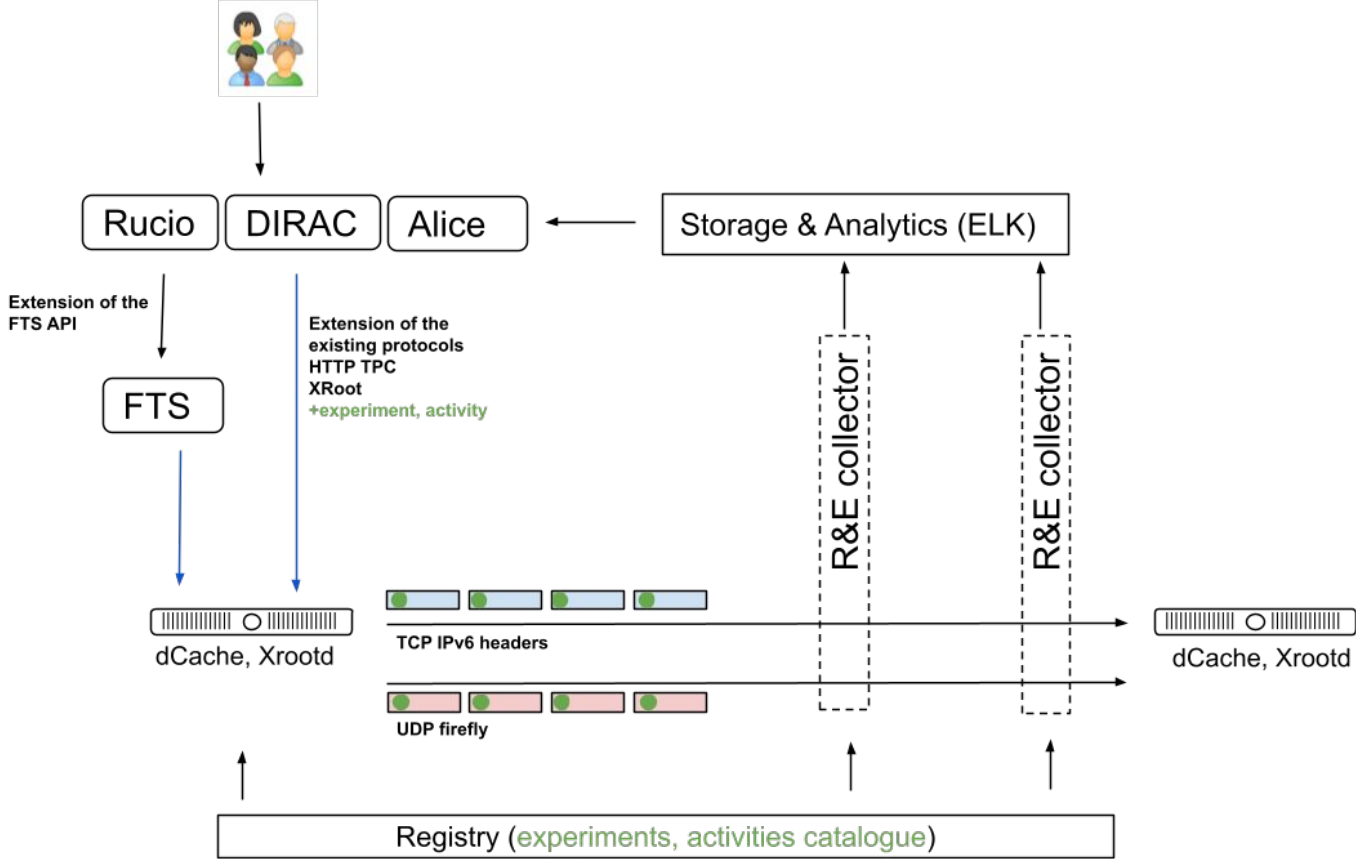 Rucio
DIRAC
Alice
Storage & Analytics (ELK)
Extension of the
FTS API
Extension of the
existing protocols
HTTP TPC
XRoot
+experiment, activity
FTS
R&E collector
R&E collector
dCache, Xrootd
TCP IPv6 headers
dCache, Xrootd
UDP firefly
Registry (experiments, activities catalogue)